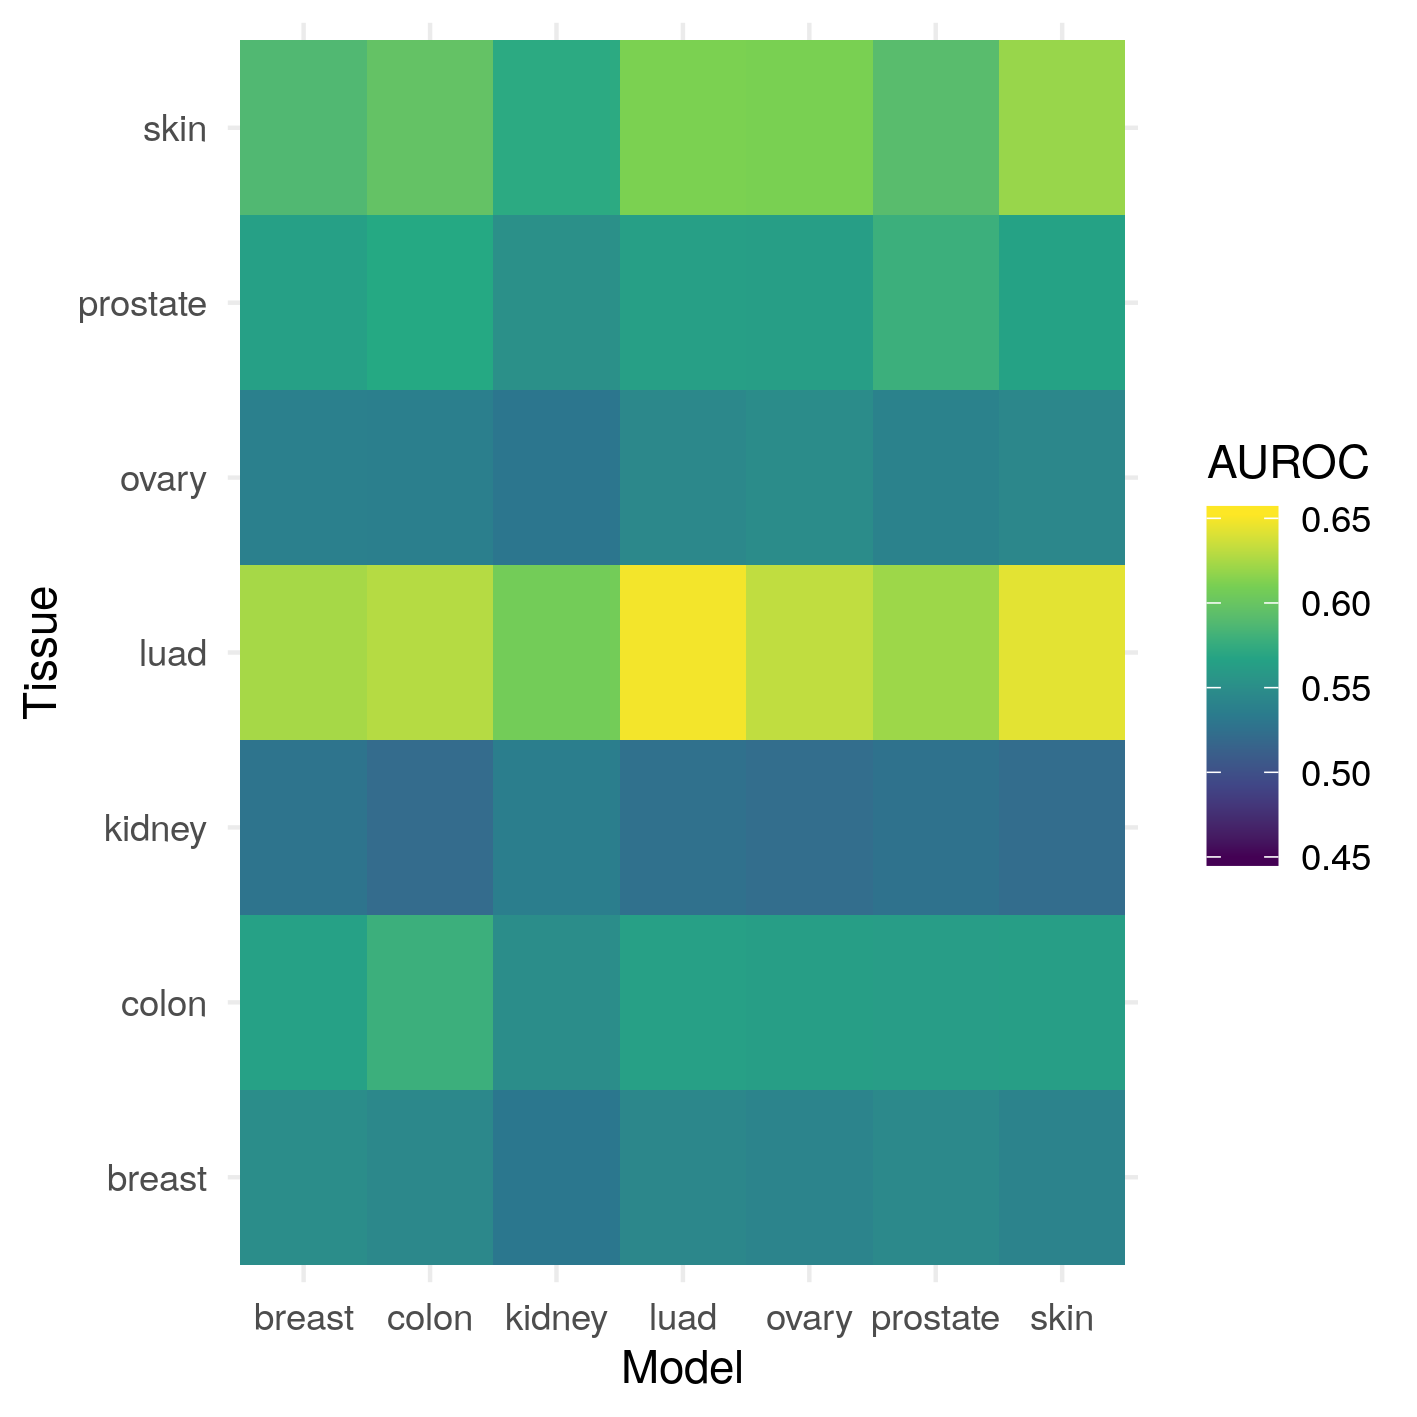 skin
prostate
ovary
luad
kidney
colon
breast
Tissue
breast colon kidney luad ovary prostate skin
Model
AUROC
0.65
0.60
0.55
0.50
0.45